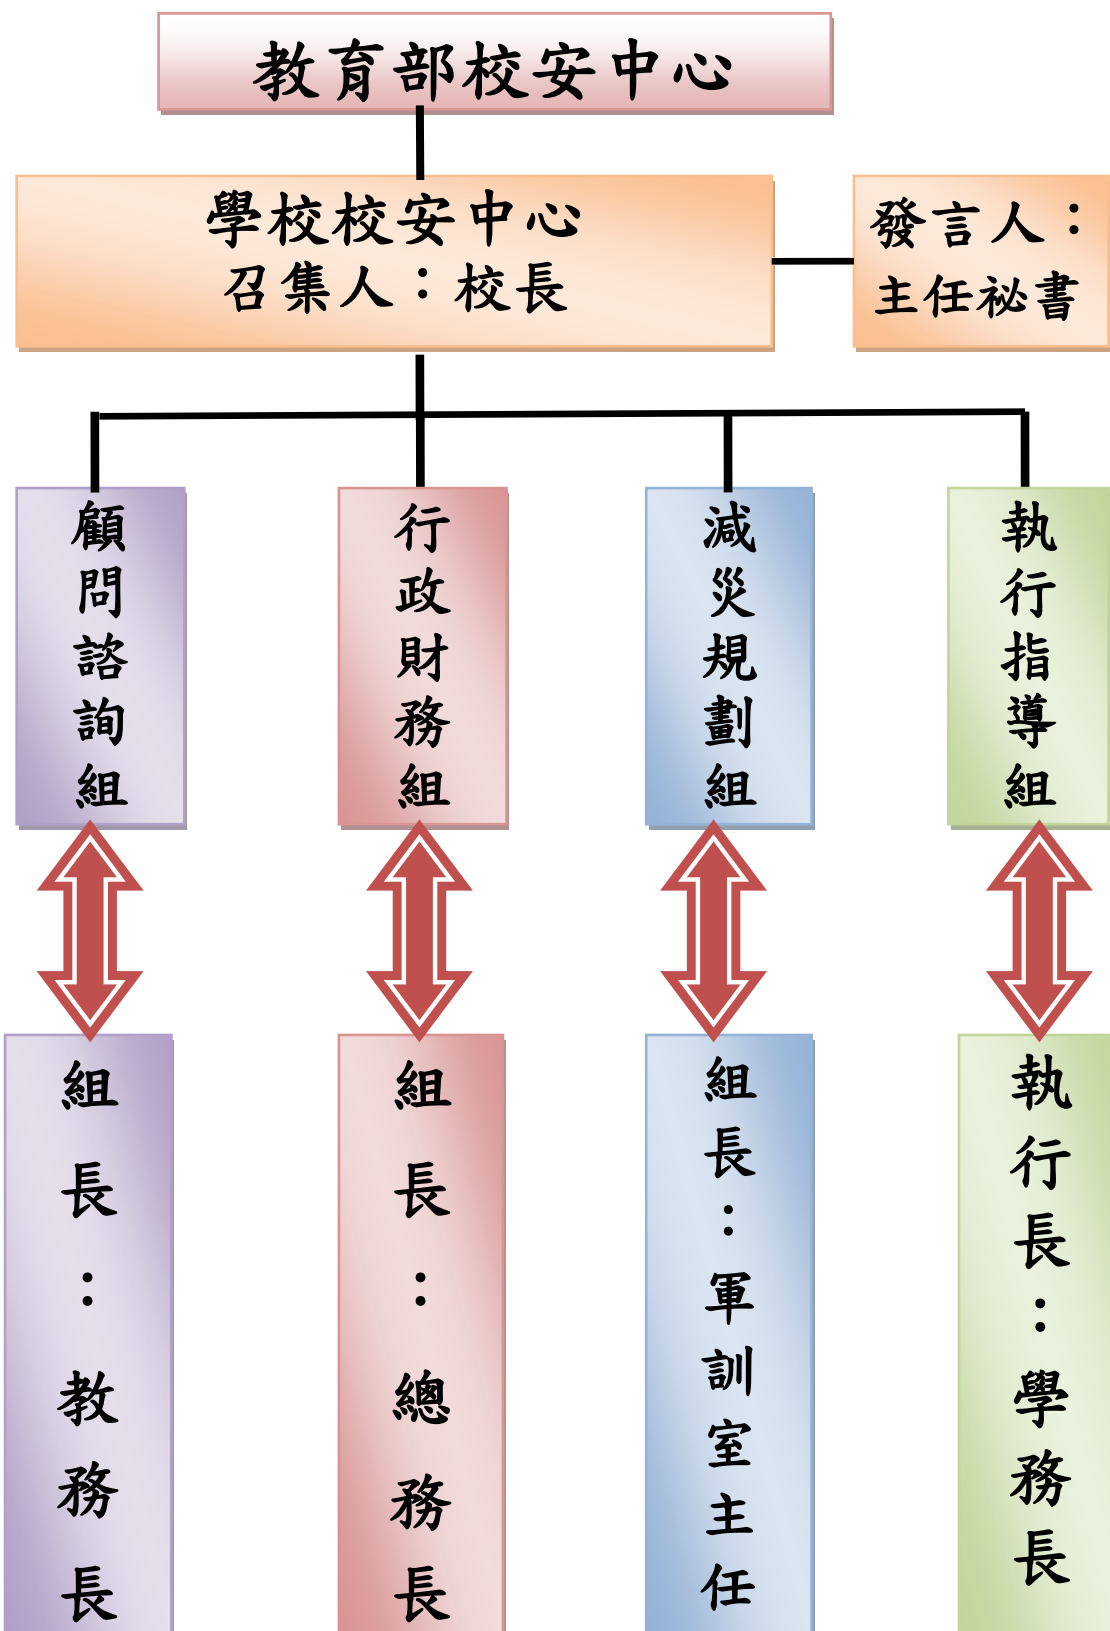 教育部校安中心
學校校安中心
召集人：校長
發言人：
主任祕書
顧問諮詢組
行政財務組
減災規劃組
執行指導組
組長：教務長
組長：總務長
組長：軍訓室主任
執行長：學務長